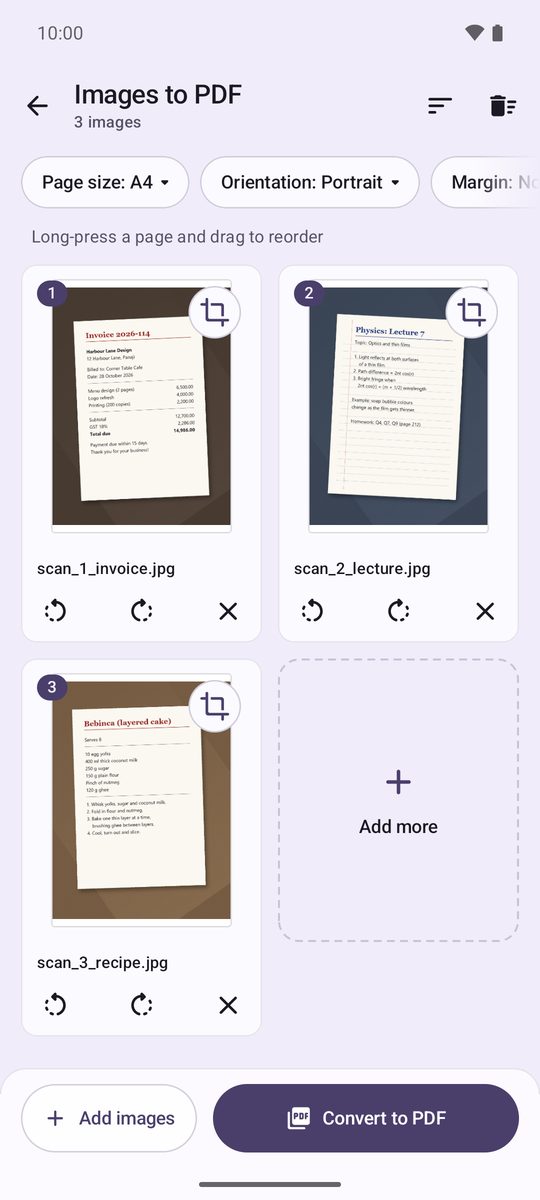 10:00
Images to PDF
3 images
Page size: A4
Orientation: Portrait
Margin: No
Long-press a page and drag to reorder
1
Invoice 2026-114
Harbour Lane Design
12 Harbour Lane, Panaji
Billed to: Corner Table Cafe
Date: 28 October 2026
Menu design (2 pages) 6,500.00
Logo refresh 4,000.00
Printing (200 copies) 2,200.00
Subtotal 12,700.00
GST 18% 2,286.00
Total due 14,986.00
Payment due within 15 days.
Thank you for your business!
scan_1_invoice.jpg
2
Physics: Lecture 7
Topic: Optics and thin films
1. Light reflects at both surfaces
of a thin film.
2. Path difference = 2nt cos(r)
3. Bright fringe when
2nt cos(r) = (m + 1/2) wavelength
Example: soap bubble colours
change as the film gets thinner.
Homework: Q4, Q7, Q9 (page 212)
scan_2_lecture.jpg
3
Bebinca (layered cake)
Serves 8
10 egg yolks
400 ml thick coconut milk
250 g sugar
150 g plain flour
Pinch of nutmeg
120 g ghee
1. Whisk yolks, sugar and coconut milk.
2. Fold in flour and nutmeg.
3. Bake one thin layer at a time,
brushing ghee between layers.
4. Cool, turn out and slice.
scan_3_recipe.jpg
Add more
Add images
PDF
Convert to PDF